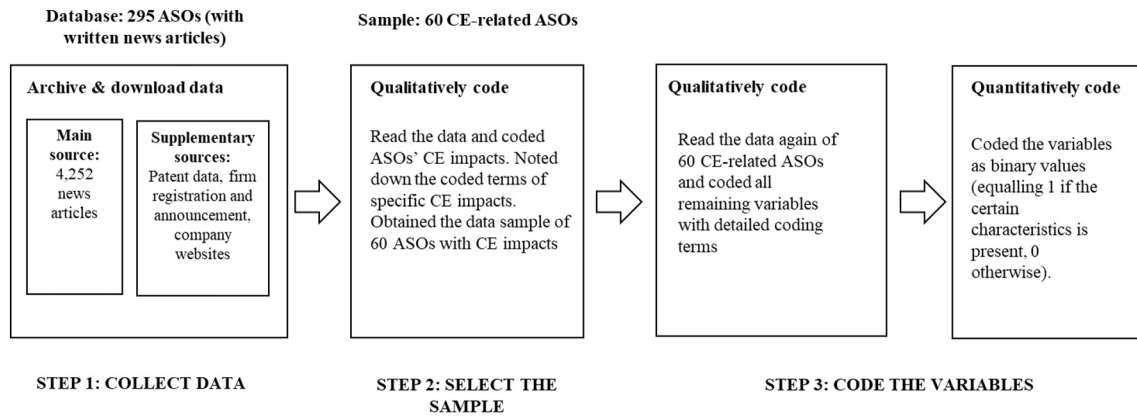 Database: 295 ASOs (with
written news articles)
Sample: 60 CE-related ASOs
Archive & download data
Main
source:
4,252
news
articles
Supplementary
sources:
Patent data, firm
registration and
announcement,
company
websites
Qualitatively code
Read the data and coded
ASOs’ CE impacts. Noted
down the coded terms of
specific CE impacts.
Obtained the data sample of
60 ASOs with CE impacts
Qualitatively code
Read the data again of
60 CE-related ASOs
and coded all
remaining variables
with detailed coding
terms
Quantitatively code
Coded the variables
as binary values
(equalling 1 if the
certain
characteristics is
present, 0
otherwise).
STEP 1: COLLECT DATA
STEP 2: SELECT THE
SAMPLE
STEP 3: CODE THE VARIABLES